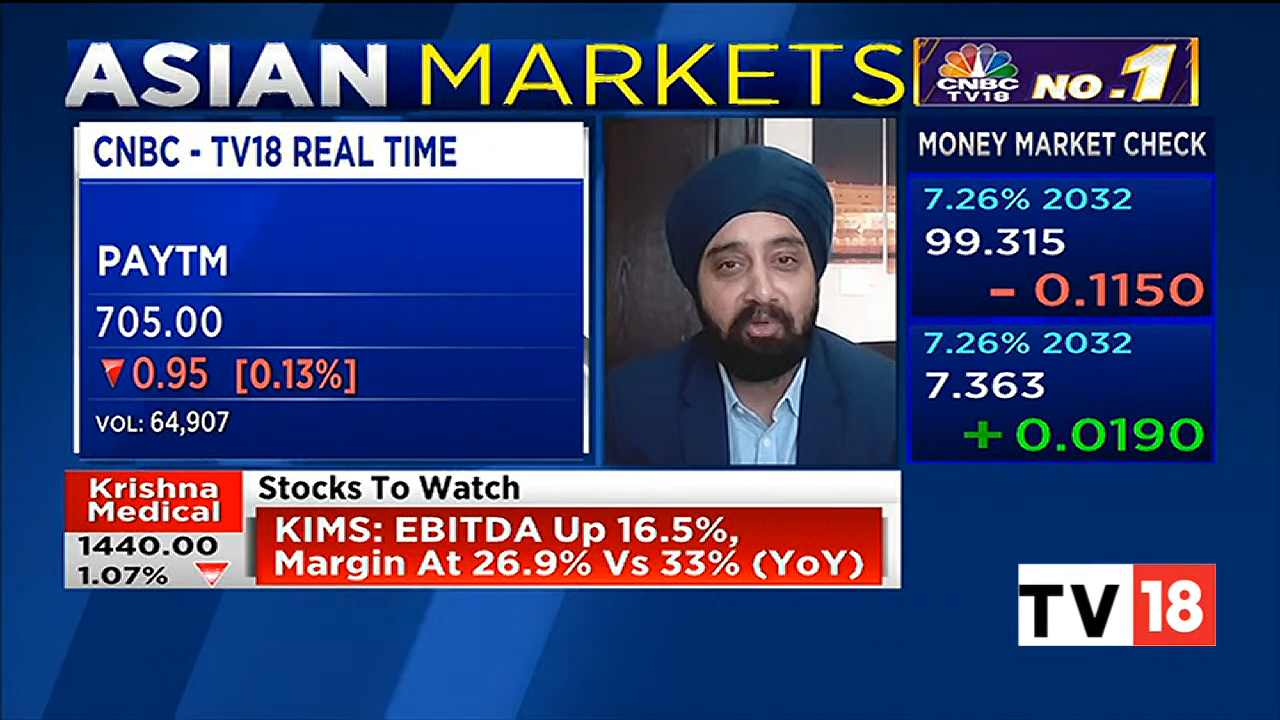 ASIAN MARKETS
CNBC TV18
NO.1
CNBC - TV18 REAL TIME
PAYTM
705.00
▼0.95 [0.13%]
VOL: 64,907
MONEY MARKET CHECK
7.26% 2032
99.315
- 0.1150
7.26% 2032
7.363
+ 0.0190
Krishna
Medical
1440.00
1.07% ▼
Stocks To Watch
KIMS: EBITDA Up 16.5%,
Margin At 26.9% Vs 33% (YoY)
TV18